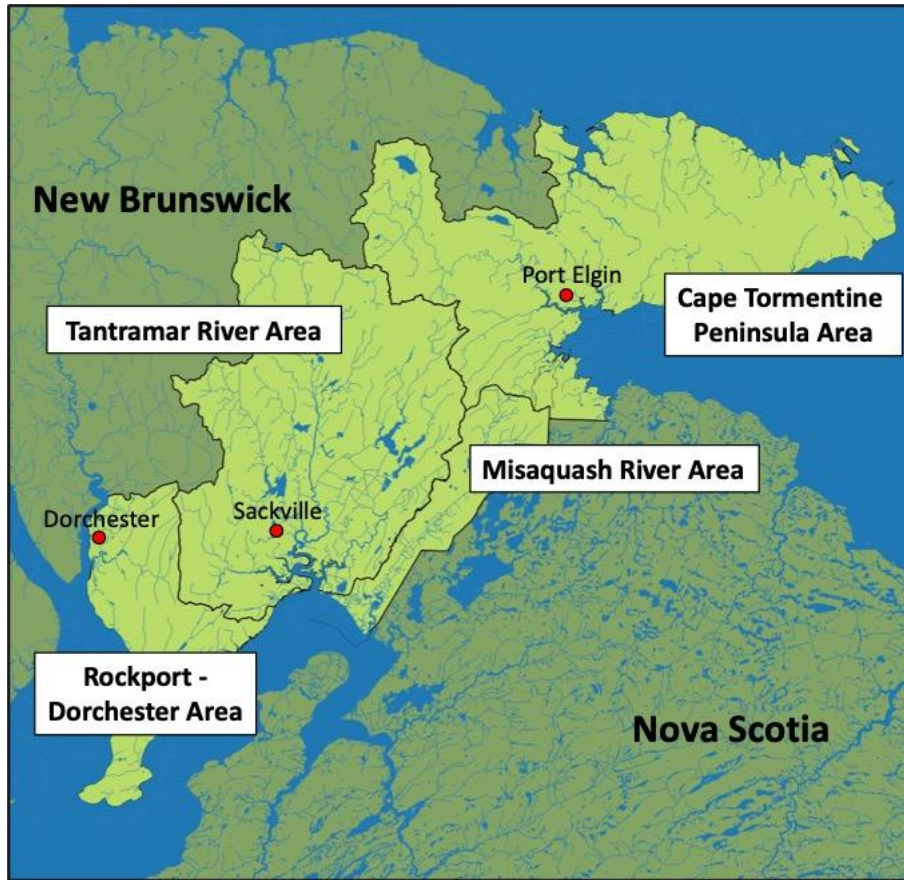 New Brunswick
Port Elgin
Cape Tormentine
Peninsula Area
Tantramar River Area
Misaquash River Area
Sackville
Dorchester
Rockport -
Dorchester Area
Nova Scotia